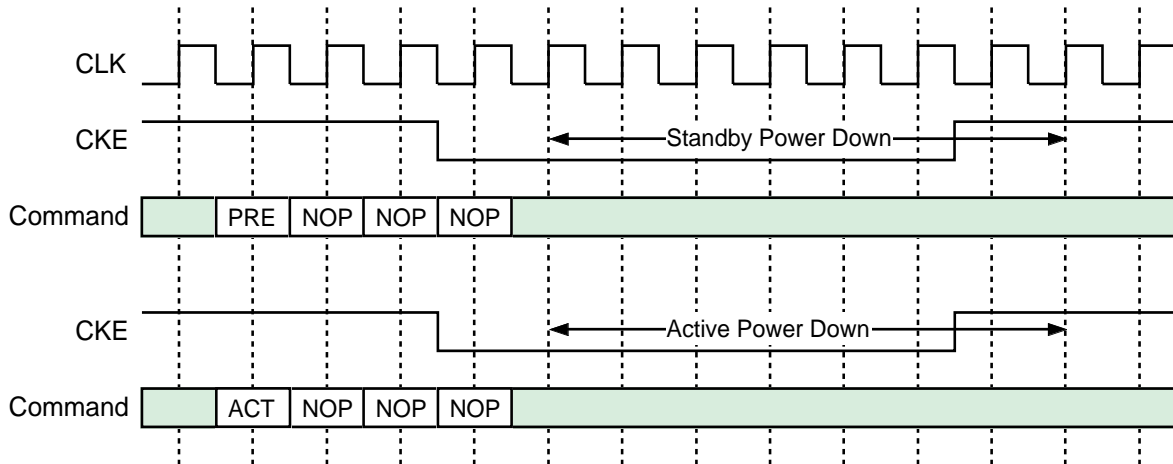 CLK
CKE
Standby Power Down
Command PRE NOP NOP NOP
CKE
Active Power Down
Command ACT NOP NOP NOP